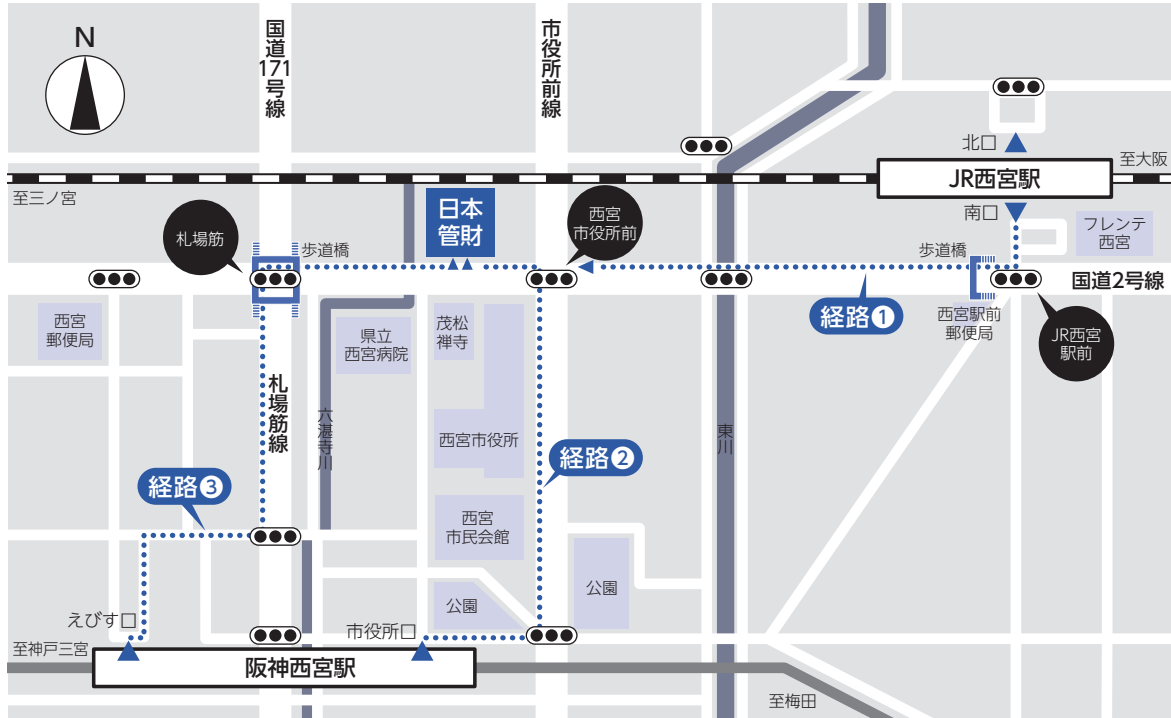 N
国道171号線
市役所前線
北口
JR西宮駅
至大阪
至三ノ宮
南口
フレンテ
西宮
日本
管財
西宮
市役所前
札場筋
歩道橋
歩道橋
国道2号線
経路❶
西宮駅前
郵便局
JR西宮
駅前
西宮
郵便局
県立
西宮病院
茂松
禅寺
札場筋線
六湛寺川
西宮市役所
東川
経路❷
経路❸
西宮
市民会館
公園
公園
えびす口
市役所口
至神戸三宮
阪神西宮駅
至梅田